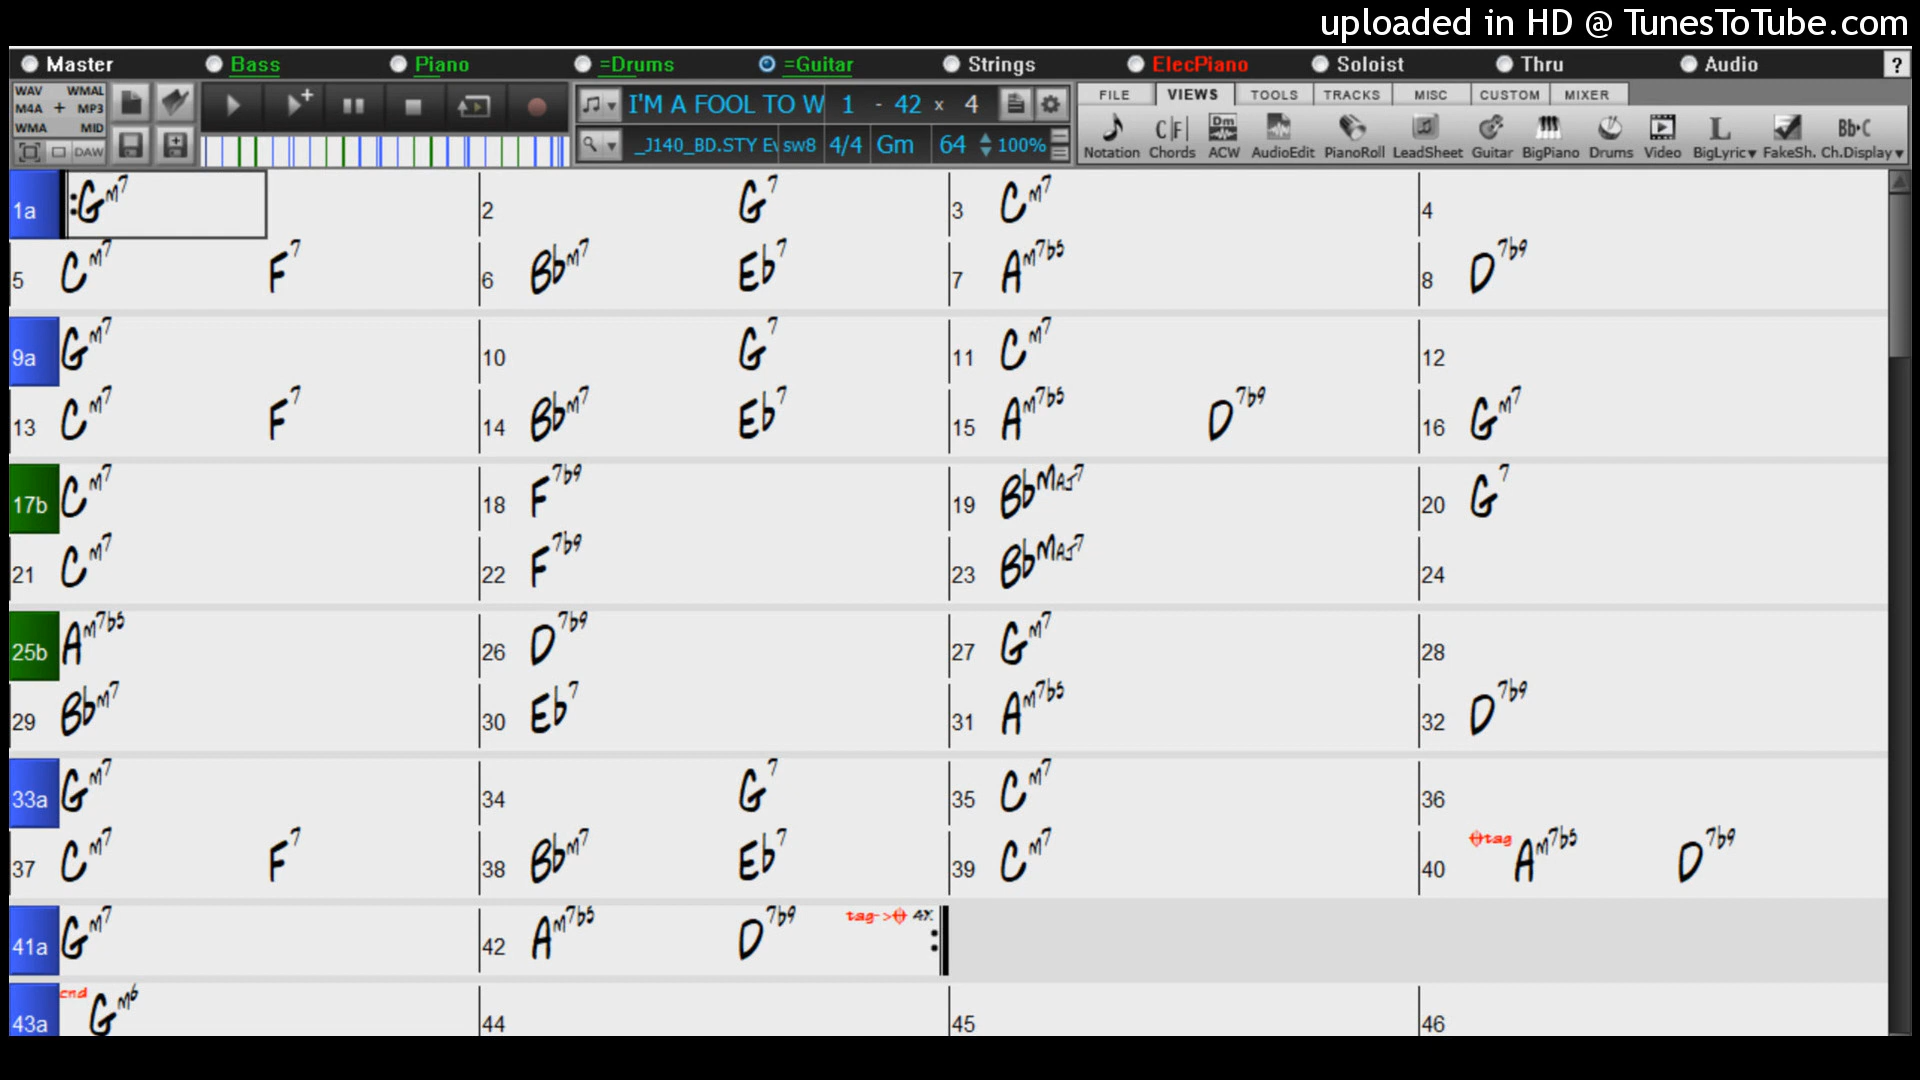 uploaded in HD @ TunesToTube.com
Master Bass Piano =Drums =Guitar Strings ElecPiano Soloist Thru Audio ?
WAV WMAL
M4A + MP3
WMA MID
DAW
I'M A FOOL TO W 1 - 42 x 4
_J140_BD.STY Ev sw8 4/4 Gm 64 100%
FILE VIEWS TOOLS TRACKS MISC CUSTOM MIXER
C F Dm L Bb▸C
Notation Chords ACW AudioEdit PianoRoll LeadSheet Guitar BigPiano Drums Video BigLyric FakeSh. Ch.Display
1a :Gm7 2 G7 3 Cm7 4
5 Cm7 F7 6 Bbm7 Eb7 7 Am7b5 8 D7b9
9a Gm7 10 G7 11 Cm7 12
13 Cm7 F7 14 Bbm7 Eb7 15 Am7b5 D7b9 16 Gm7
17b Cm7 18 F7b9 19 BbMAJ7 20 G7
21 Cm7 22 F7b9 23 BbMAJ7 24
25b Am7b5 26 D7b9 27 Gm7 28
29 Bbm7 30 Eb7 31 Am7b5 32 D7b9
33a Gm7 34 G7 35 Cm7 36
37 Cm7 F7 38 Bbm7 Eb7 39 Cm7 40 tag Am7b5 D7b9
41a Gm7 42 Am7b5 D7b9 tag-> 4X :
43a end Gm6 44 45 46